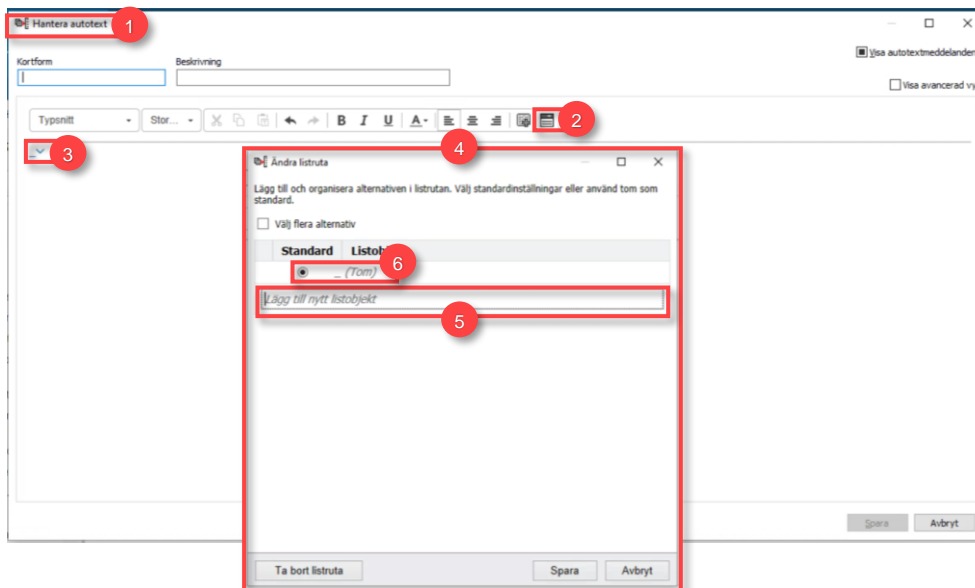 Hantera autotext
1
Visa autotextmeddelanden
Kortform
Beskrivning
Visa avancerad vy
Typsnitt
Stor...
B I U A
2
3
4
Ändra listruta
Lägg till och organisera alternativen i listrutan. Välj standardinställningar eller använd tom som
standard.
Välj flera alternativ
Standard Listobj
6
_ (Tom)
Lägg till nytt listobjekt
5
Spara Avbryt
Ta bort listruta Spara Avbryt